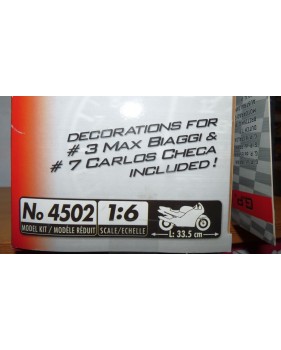 DECORATIONS FOR
# 3 MAX BIAGGI &
# 7 CARLOS CHECA
INCLUDED!
No 4502
MODEL KIT / MODÈLE RÉDUIT
1:6
SCALE/ECHELLE
L: 33.5 cm